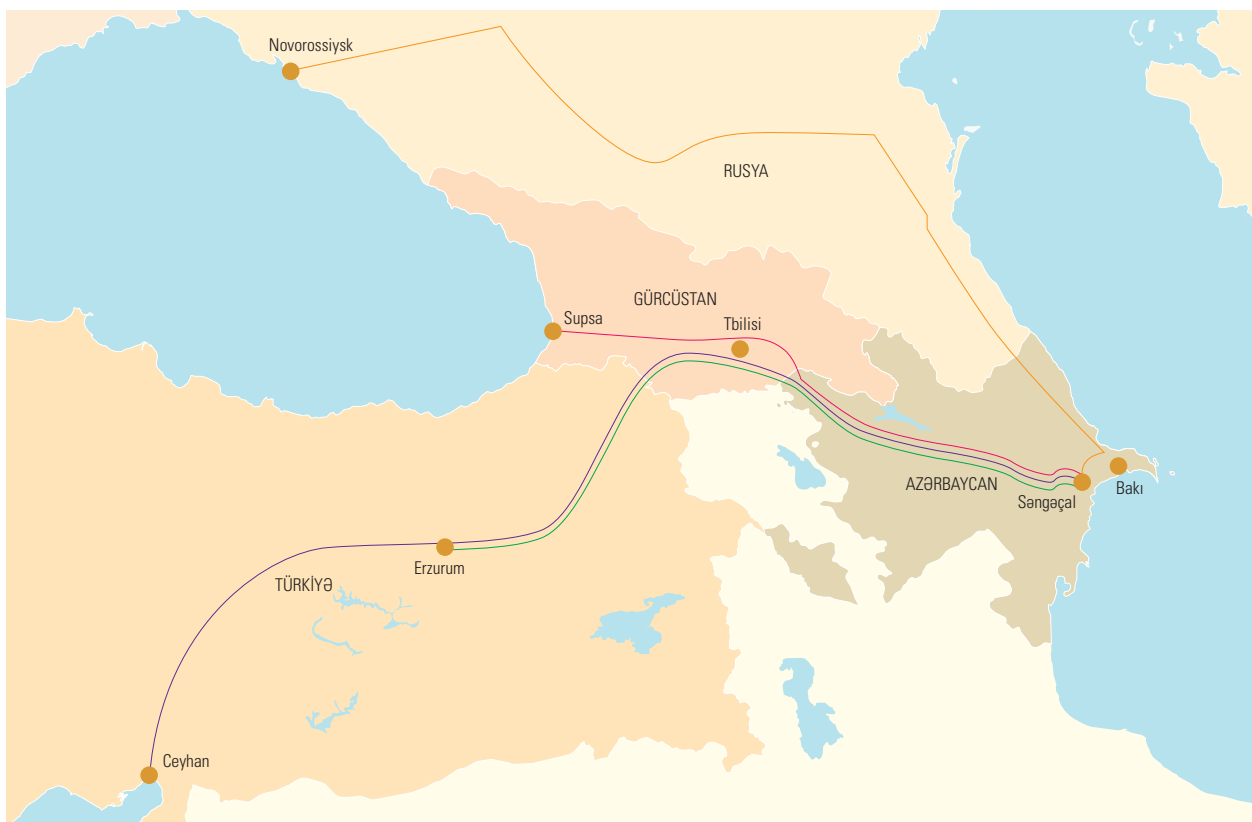 Novorossiysk
RUSYA
GÜRCÜSTAN
Supsa
Tbilisi
AZƏRBAYCAN
Bakı
Səngəçal
Erzurum
TÜRKİYƏ
Ceyhan